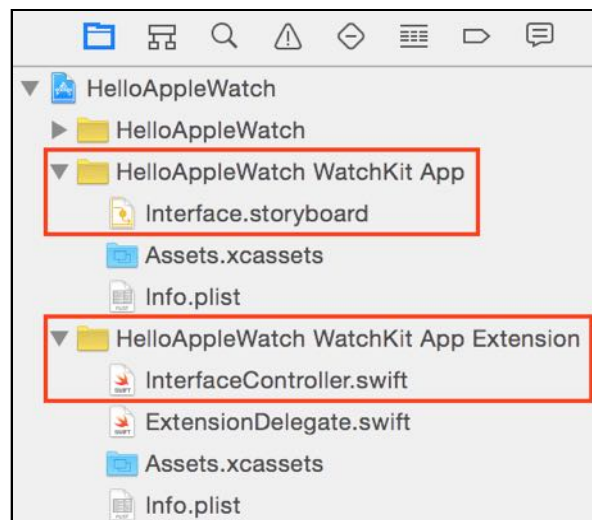 HelloAppleWatch
HelloAppleWatch
HelloAppleWatch WatchKit App
Interface.storyboard
Assets.xcassets
Info.plist
HelloAppleWatch WatchKit App Extension
InterfaceController.swift
ExtensionDelegate.swift
Assets.xcassets
Info.plist